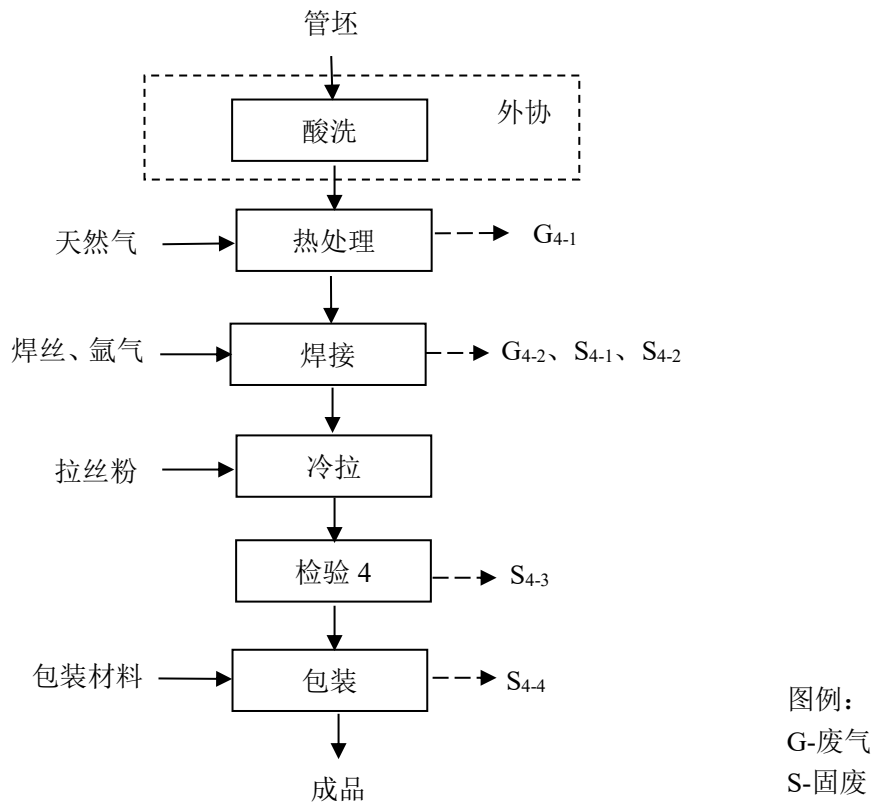 管坯
外协
酸洗
天然气
热处理
G4-1
焊丝、氩气
焊接
G4-2、S4-1、S4-2
拉丝粉
冷拉
检验 4
S4-3
包装材料
包装
S4-4
成品
图例：
G-废气
S-固废